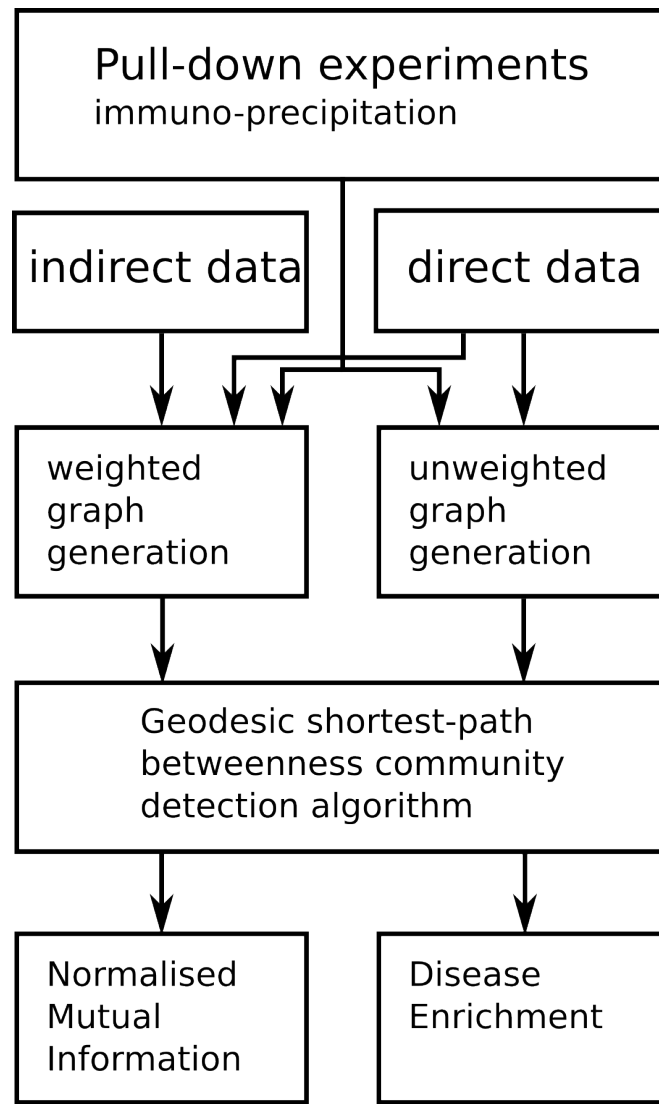 Pull-down experiments
immuno-precipitation
indirect data
direct data
weighted
graph
generation
unweighted
graph
generation
Geodesic shortest-path
betweenness community
detection algorithm
Normalised
Mutual
Information
Disease
Enrichment